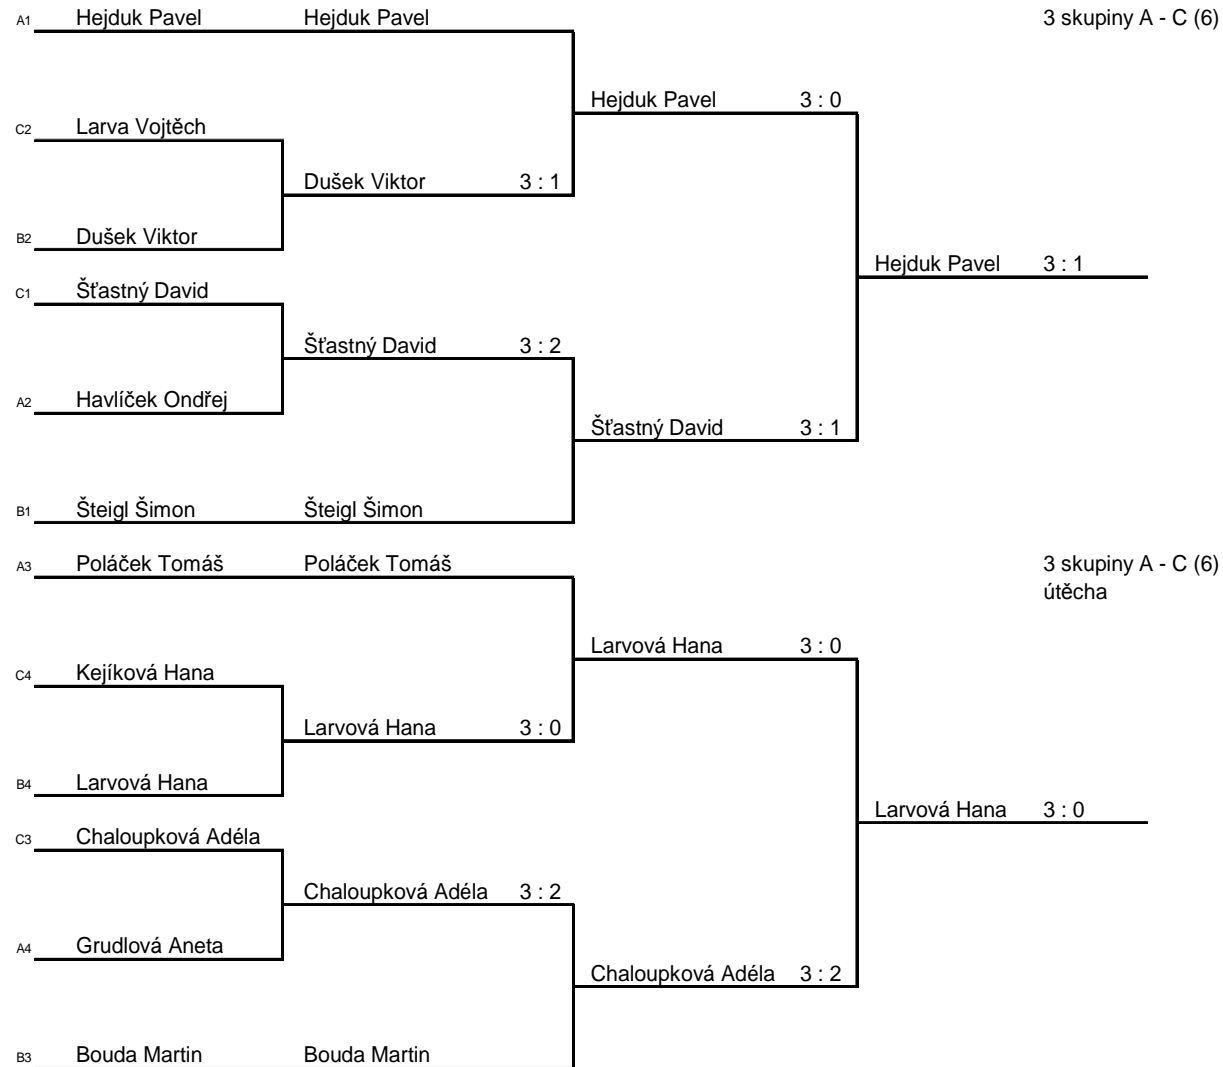 A1 Hejduk Pavel Hejduk Pavel 3 skupiny A - C (6)
Hejduk Pavel 3 : 0
C2 Larva Vojtěch
Dušek Viktor 3 : 1
B2 Dušek Viktor
Hejduk Pavel 3 : 1
C1 Šťastný David
Šťastný David 3 : 2
A2 Havlíček Ondřej
Šťastný David 3 : 1
B1 Šteigl Šimon Šteigl Šimon
A3 Poláček Tomáš Poláček Tomáš 3 skupiny A - C (6)
útěcha
Larvová Hana 3 : 0
C4 Kejíková Hana
Larvová Hana 3 : 0
B4 Larvová Hana
Larvová Hana 3 : 0
C3 Chaloupková Adéla
Chaloupková Adéla 3 : 2
A4 Grudlová Aneta
Chaloupková Adéla 3 : 2
B3 Bouda Martin Bouda Martin